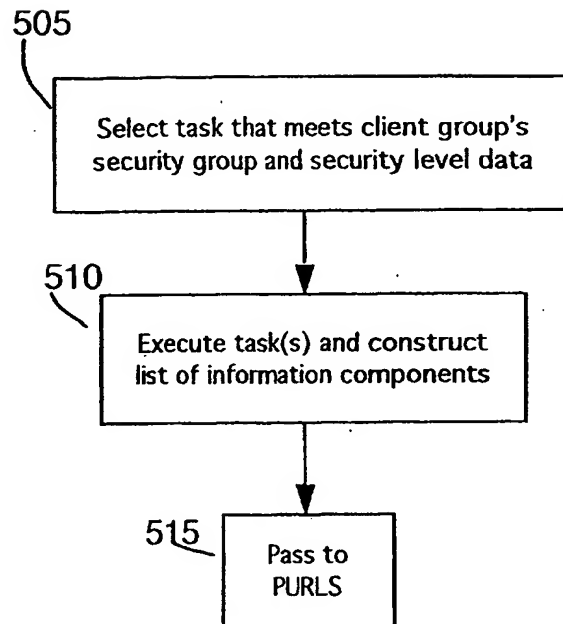 505
Select task that meets client group's
security group and security level data
510
Execute task(s) and construct
list of information components
515
Pass to
PURLS